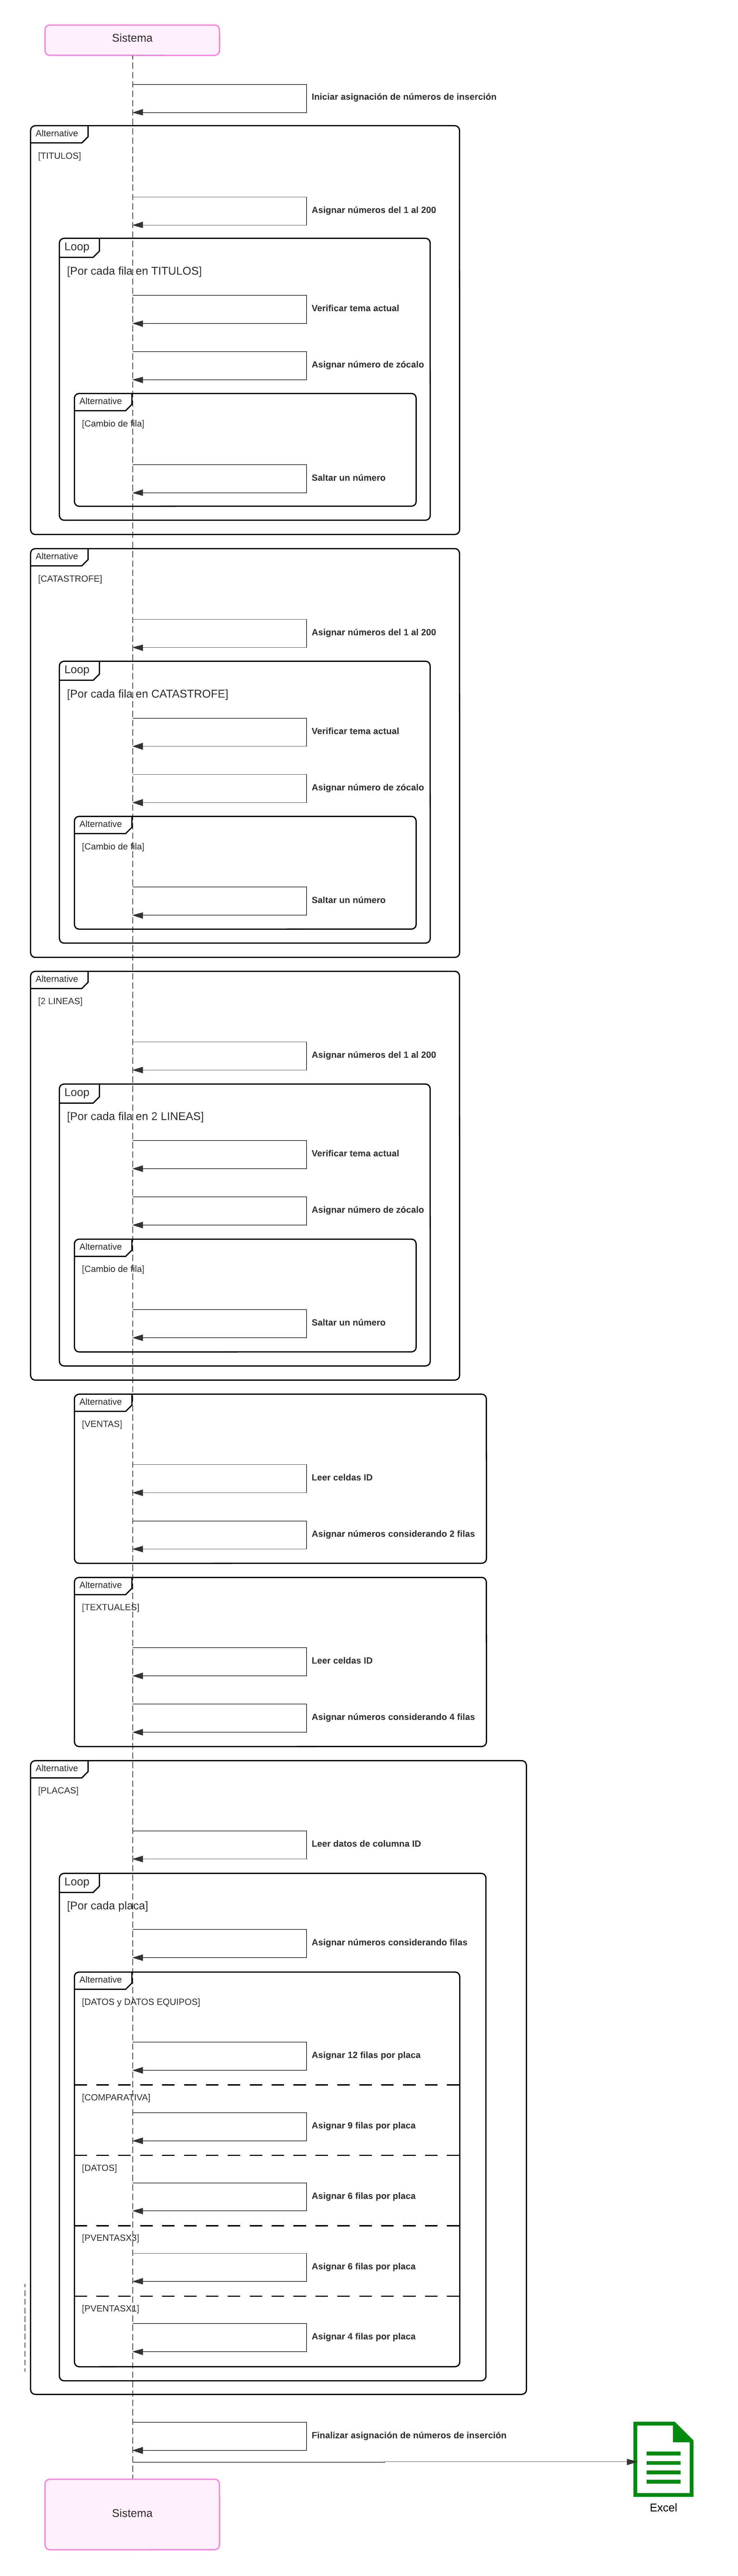 Sistema
Iniciar asignación de números de inserción
Alternative
[TITULOS]
Asignar números del 1 al 200
Loop
[Por cada fila en TITULOS]
Verificar tema actual
Asignar número de zócalo
Alternative
[Cambio de fila]
Saltar un número
Alternative
[CATASTROFE]
Asignar números del 1 al 200
Loop
[Por cada fila en CATASTROFE]
Verificar tema actual
Asignar número de zócalo
Alternative
[Cambio de fila]
Saltar un número
Alternative
[2 LINEAS]
Asignar números del 1 al 200
Loop
[Por cada fila en 2 LINEAS]
Verificar tema actual
Asignar número de zócalo
Alternative
[Cambio de fila]
Saltar un número
Alternative
[VENTAS]
Leer celdas ID
Asignar números considerando 2 filas
Alternative
[TEXTUALES]
Leer celdas ID
Asignar números considerando 4 filas
Alternative
[PLACAS]
Leer datos de columna ID
Loop
[Por cada placa]
Asignar números considerando filas
Alternative
[DATOS y DATOS EQUIPOS]
Asignar 12 filas por placa
[COMPARATIVA]
Asignar 9 filas por placa
[DATOS]
Asignar 6 filas por placa
[PVENTASX3]
Asignar 6 filas por placa
[PVENTASX1]
Asignar 4 filas por placa
Finalizar asignación de números de inserción
Excel
Sistema